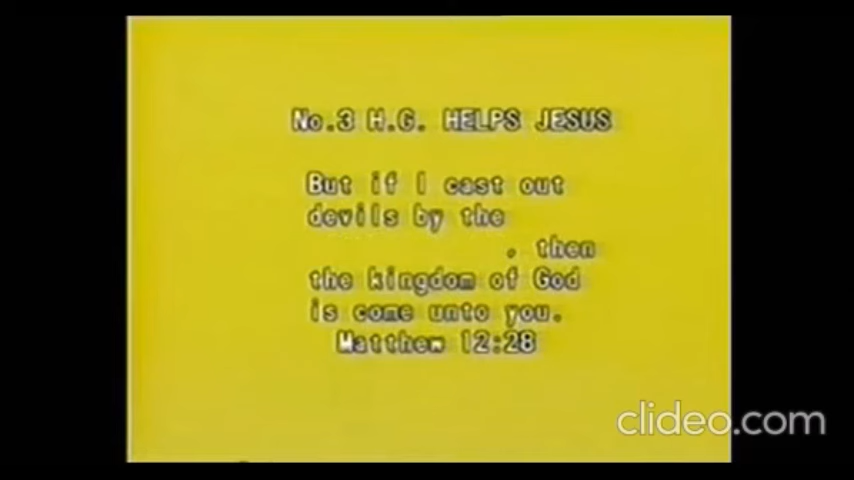 No.3 H.G. HELPS JESUS
But if I cast out
devils by the
, then
the kingdom of God
is come unto you.
Matthew 12:28
clideo.com